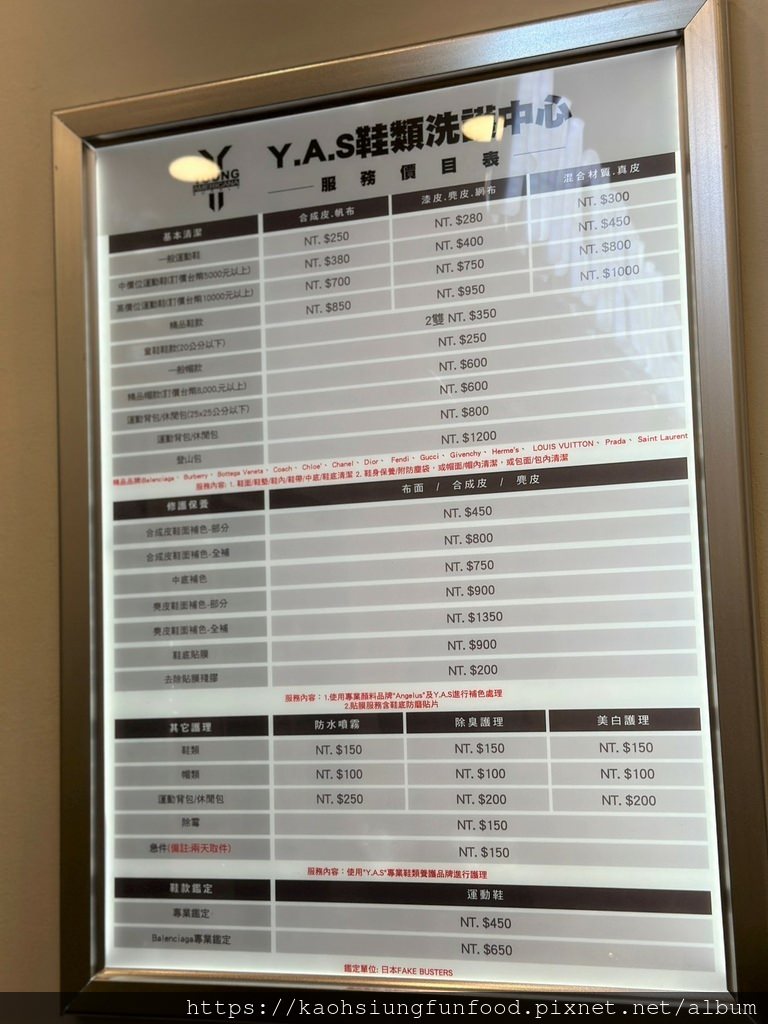 YOUNG
AMERICANA
Y.A.S鞋類洗護中心
服務價目表
基本清潔 合成皮.帆布 漆皮.麂皮.網布 混合材質.真皮
一般運動鞋 NT. $250 NT. $280 NT. $300
中價位運動鞋(訂價台幣5000元以上) NT. $380 NT. $400 NT. $450
高價位運動鞋(訂價台幣10000元以上) NT. $700 NT. $750 NT. $800
精品鞋款 NT. $850 NT. $950 NT. $1000
童鞋鞋款(20公分以下) 2雙 NT. $350
一般帽款 NT. $250
精品帽款(訂價台幣8,000元以上) NT. $600
運動背包/休閒包(25x25公分以下) NT. $600
運動背包/休閒包 NT. $800
登山包 NT. $1200
精品品牌Balenciaga、Burberry、Bottega Veneta、Coach、Chloe'、Chanel、Dior、Fendi、Gucci、Givenchy、Herme's、LOUIS VUITTON、Prada、Saint Laurent
服務內容: 1. 鞋面/鞋墊/鞋內/鞋帶/中底/鞋底清潔 2. 鞋身保養/附防塵袋，或帽面/帽內清潔，或包面/包內清潔
修護保養 布面 / 合成皮 / 麂皮
合成皮鞋面補色-部分 NT. $450
合成皮鞋面補色-全補 NT. $800
中底補色 NT. $750
麂皮鞋面補色-部分 NT. $900
麂皮鞋面補色-全補 NT. $1350
鞋底貼膜 NT. $900
去除貼膜殘膠 NT. $200
服務內容：1.使用專業顏料品牌"Angelus"及Y.A.S進行補色處理
2.貼膜服務含鞋底防磨貼片
其它護理 防水噴霧 除臭護理 美白護理
鞋類 NT. $150 NT. $150 NT. $150
帽類 NT. $100 NT. $100 NT. $100
運動背包/休閒包 NT. $250 NT. $200 NT. $200
除霉 NT. $150
急件(備註:兩天取件) NT. $150
服務內容：使用"Y.A.S"專業鞋類養護品牌進行護理
鞋款鑑定 運動鞋
專業鑑定 NT. $450
Balenciaga專業鑑定 NT. $650
鑑定單位: 日本FAKE BUSTERS
https://kaohsiungfunfood.pixnet.net/album